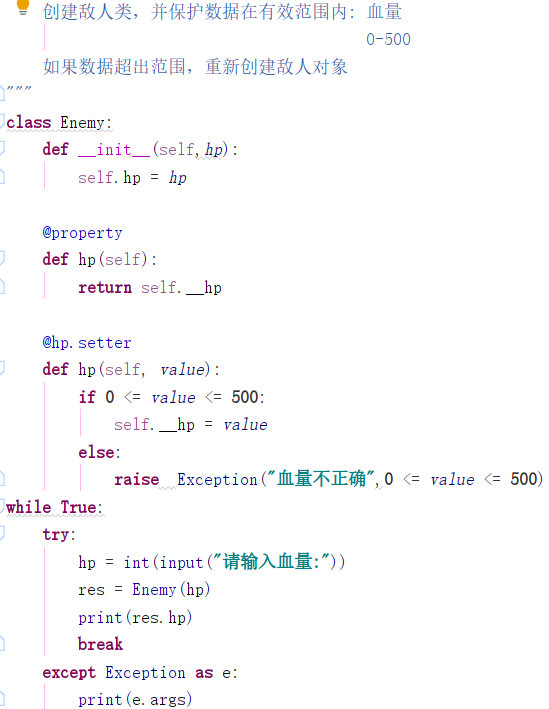 创建敌人类，并保护数据在有效范围内: 血量
0-500
如果数据超出范围，重新创建敌人对象
"""
class Enemy:
    def __init__(self,hp):
        self.hp = hp

    @property
    def hp(self):
        return self.__hp

    @hp.setter
    def hp(self, value):
        if 0 <= value <= 500:
            self.__hp = value
        else:
            raise  Exception("血量不正确",0 <= value <= 500)
while True:
    try:
        hp = int(input("请输入血量:"))
        res = Enemy(hp)
        print(res.hp)
        break
    except Exception as e:
        print(e.args)